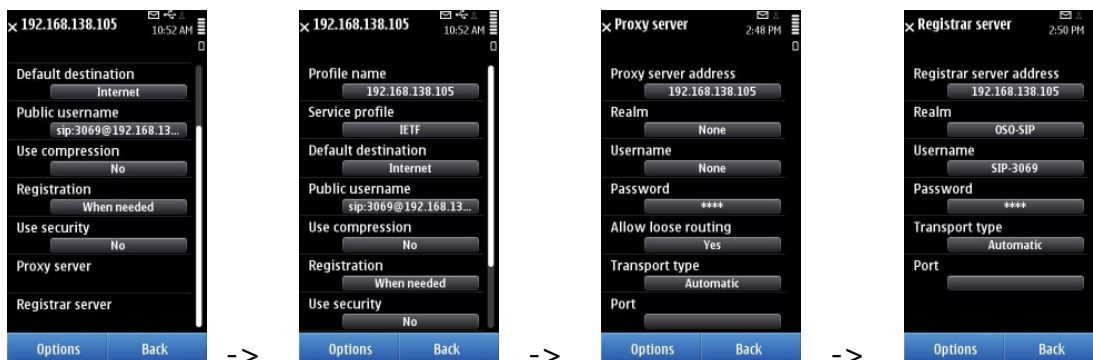 192.168.138.105
10:52 AM
Default destination
Internet
Public username
sip:3069@192.168.13...
Use compression
No
Registration
When needed
Use security
No
Proxy server
Registrar server
Options Back
->
192.168.138.105
10:52 AM
Profile name
192.168.138.105
Service profile
IETF
Default destination
Internet
Public username
sip:3069@192.168.13...
Use compression
No
Registration
When needed
Use security
No
Options Back
->
Proxy server
2:48 PM
Proxy server address
192.168.138.105
Realm
None
Username
None
Password
****
Allow loose routing
Yes
Transport type
Automatic
Port
Options Back
->
Registrar server
2:50 PM
Registrar server address
192.168.138.105
Realm
OSO-SIP
Username
SIP-3069
Password
****
Transport type
Automatic
Port
Options Back